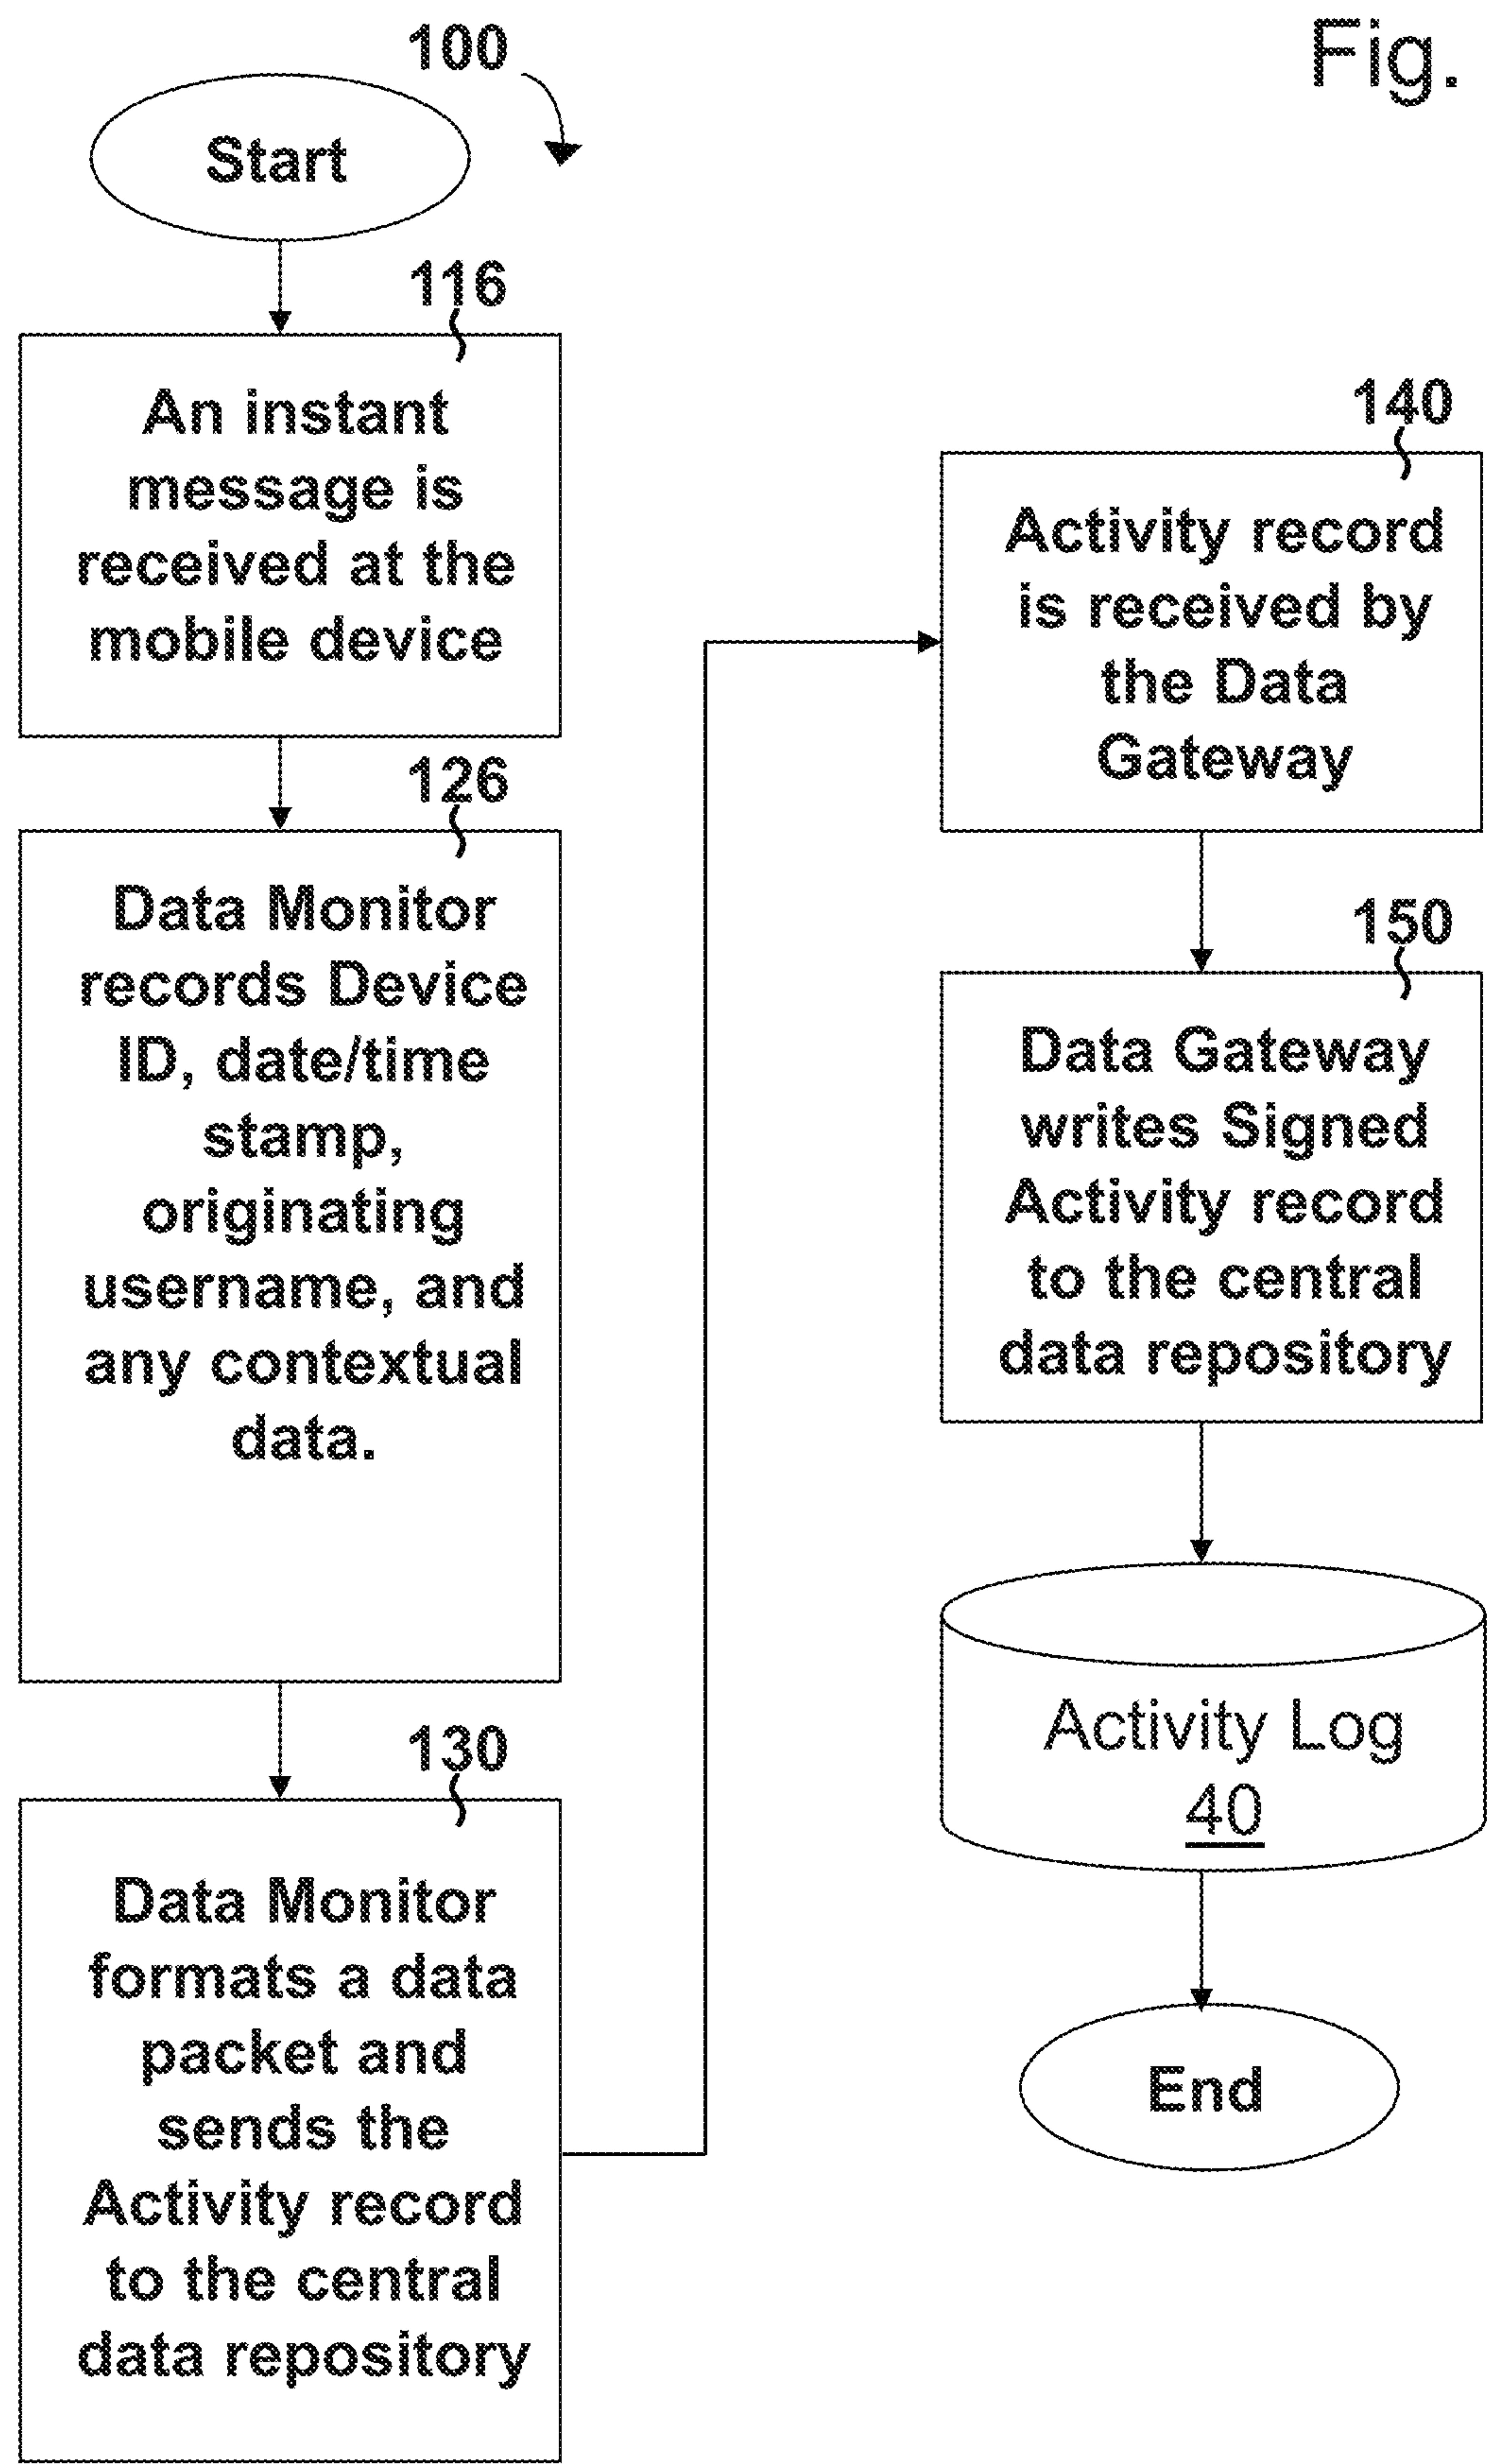 100
Fig.
Start
116
An instant
message is
received at the
mobile device
126
Data Monitor
records Device
ID, date/time
stamp,
originating
username, and
any contextual
data.
130
Data Monitor
formats a data
packet and
sends the
Activity record
to the central
data repository
140
Activity record
is received by
the Data
Gateway
150
Data Gateway
writes Signed
Activity record
to the central
data repository
Activity Log
40
End